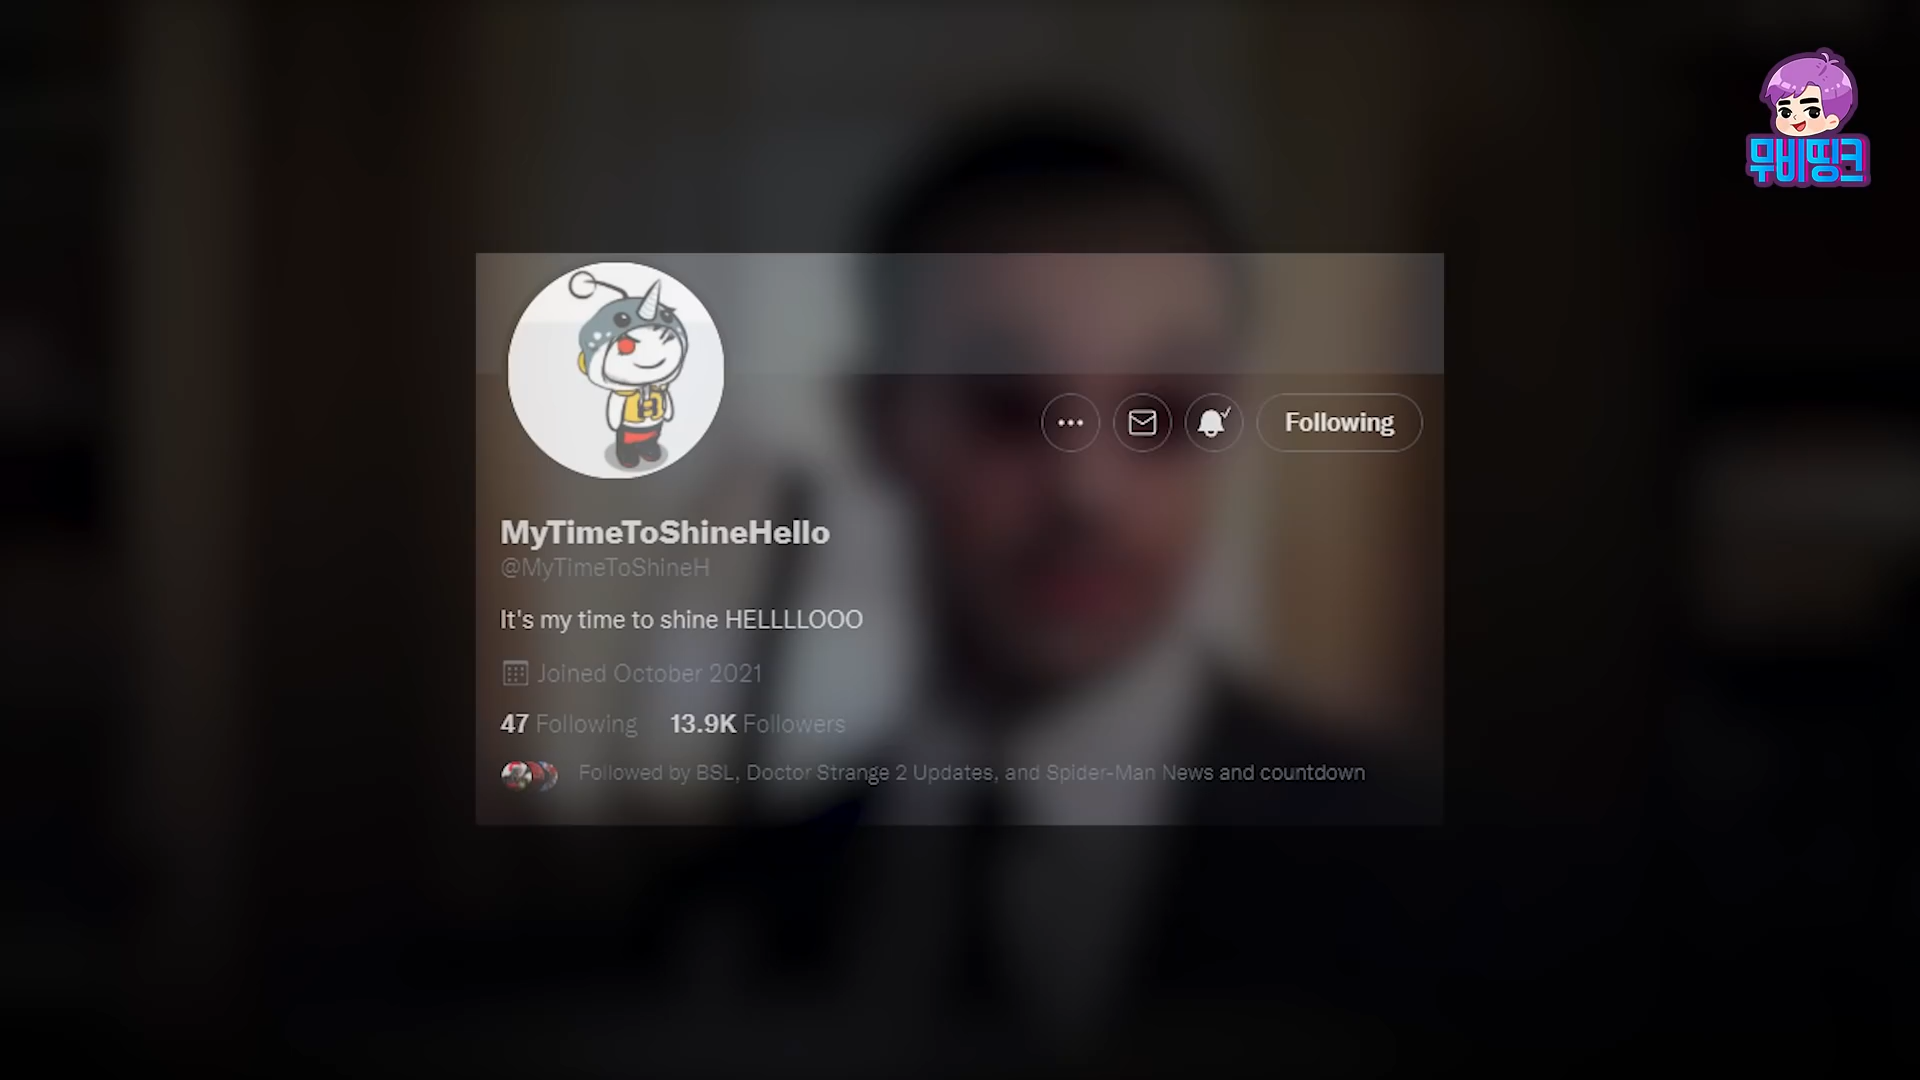 무비띵크
Following
MyTimeToShineHello
@MyTimeToShineH
It's my time to shine HELLLLOOO
Joined October 2021
47 Following 13.9K Followers
Followed by BSL, Doctor Strange 2 Updates, and Spider-Man News and countdown